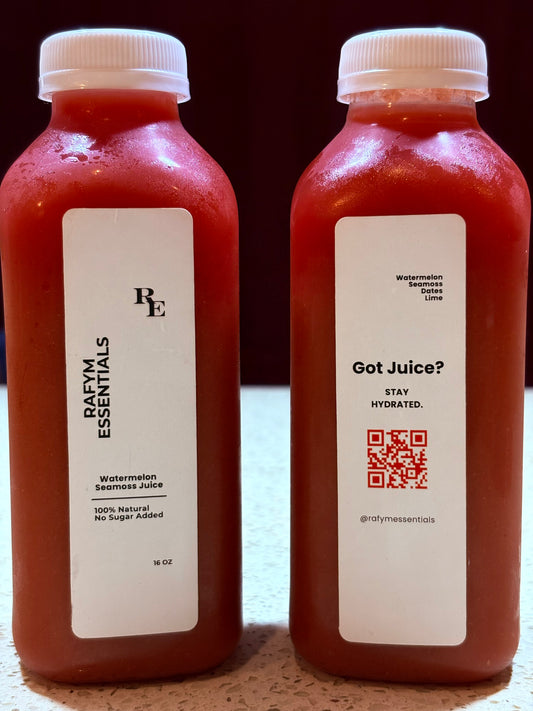 RE
RAFYM
ESSENTIALS
Watermelon
Seamoss Juice
100% Natural
No Sugar Added
16 OZ
Watermelon
Seamoss
Dates
Lime
Got Juice?
STAY
HYDRATED.
@rafymessentials